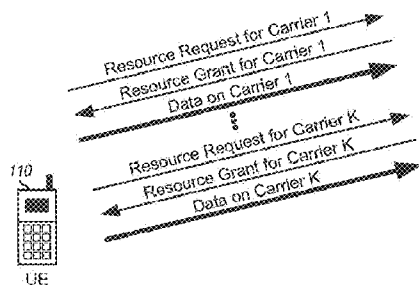 Resource Request for Carrier 1
Resource Grant for Carrier 1
Data on Carrier 1
Resource Request for Carrier K
Resource Grant for Carrier K
Data on Carrier K
110
UE